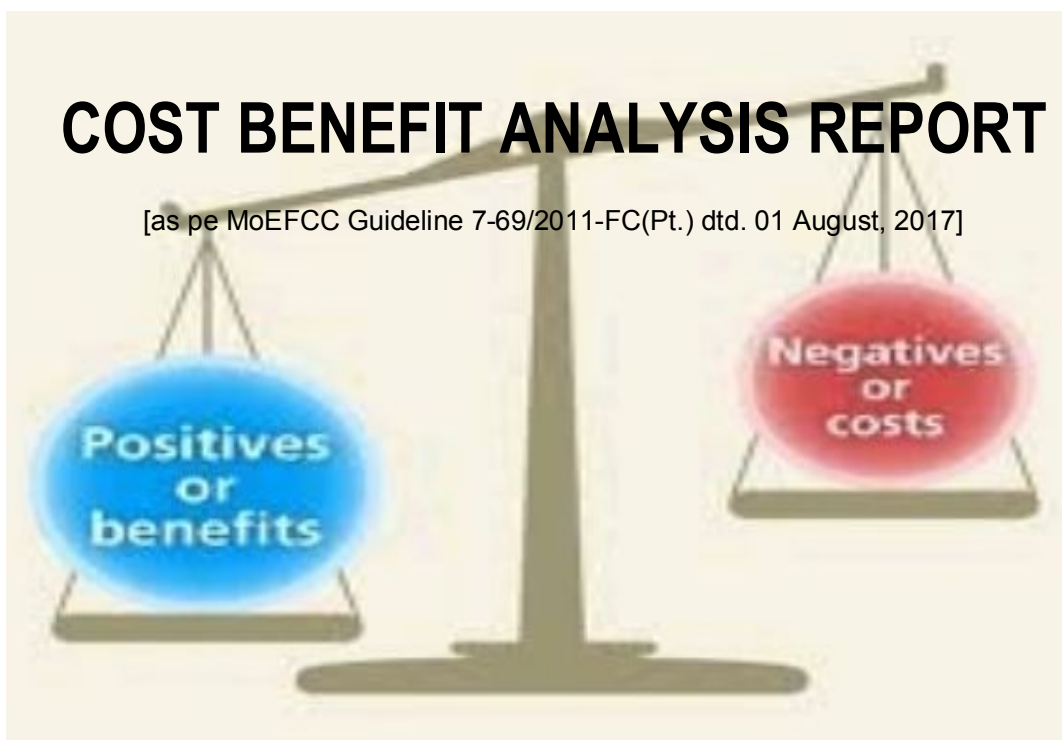 COST BENEFIT ANALYSIS REPORT
[as pe MoEFCC Guideline 7-69/2011-FC(Pt.) dtd. 01 August, 2017]
Positives
or
benefits
Negatives
or
costs